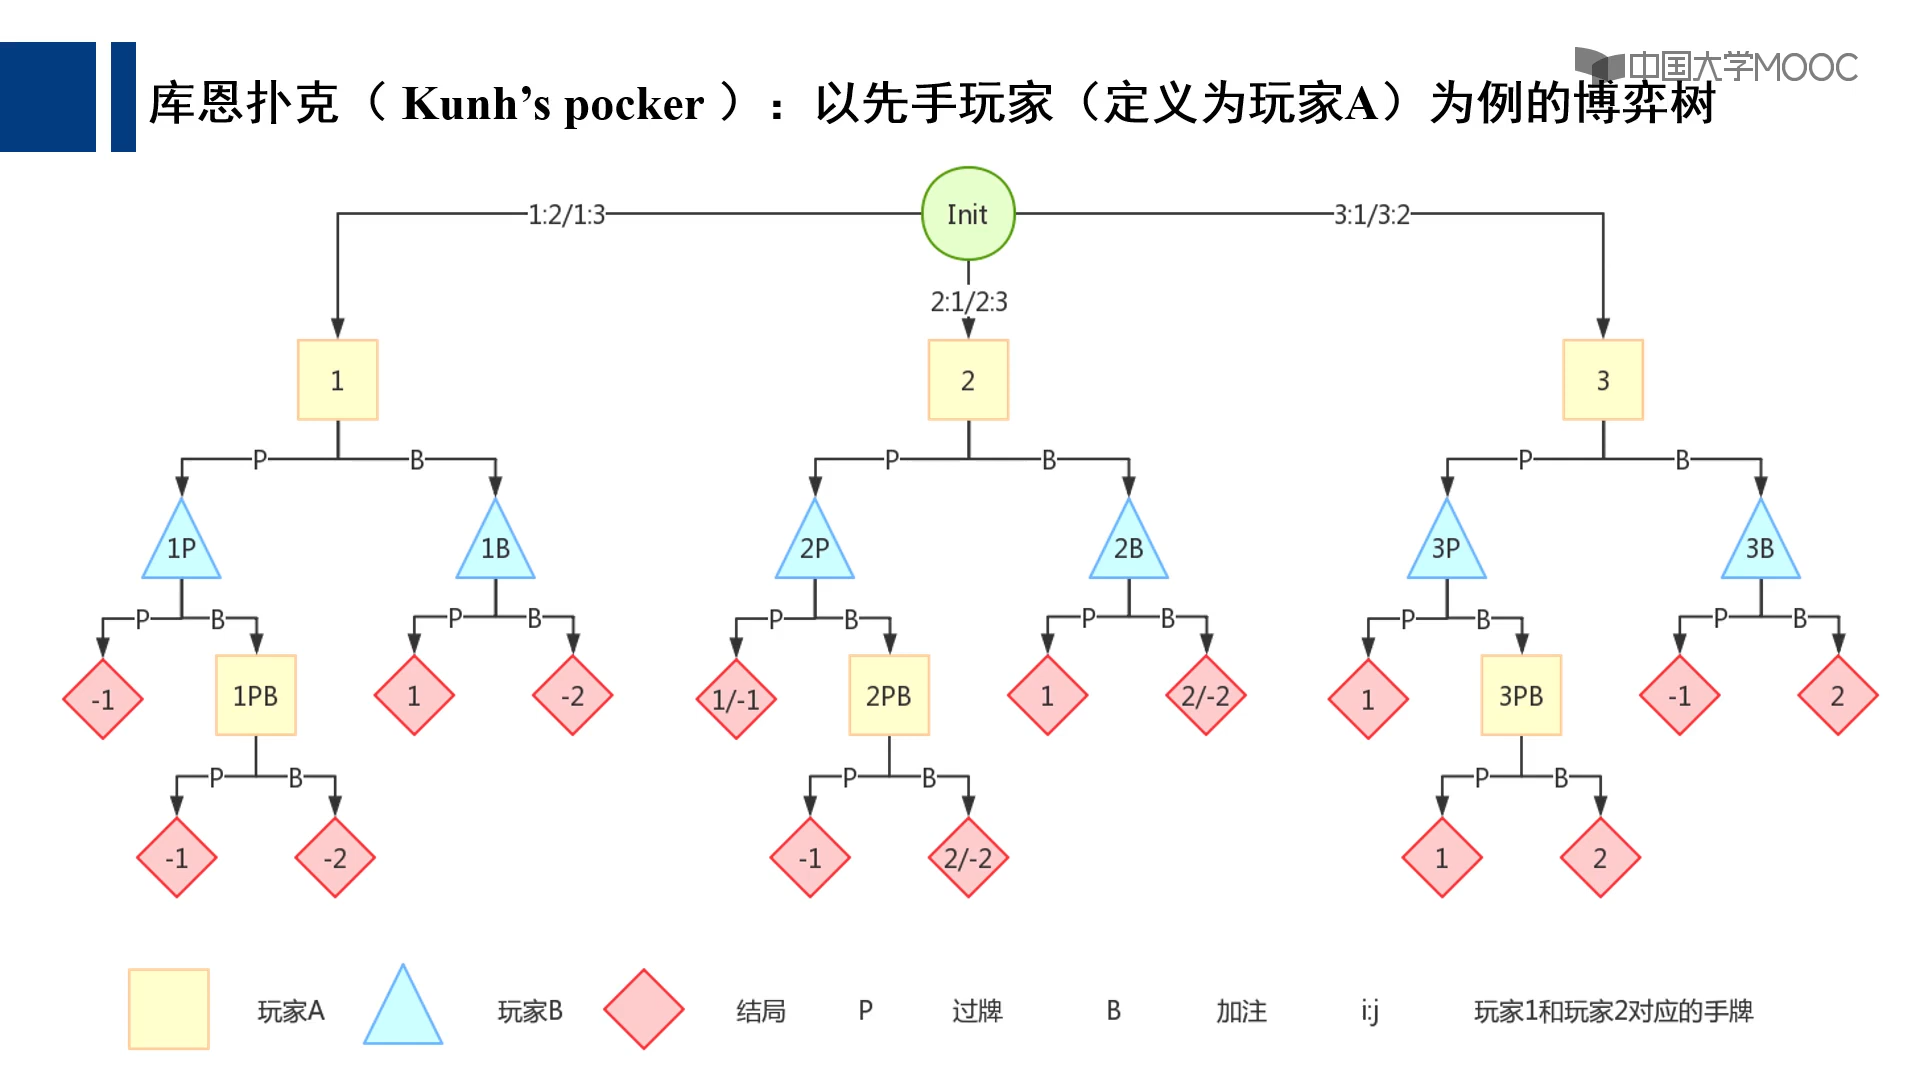 中国大学MOOC
库恩扑克（ Kunh’s pocker ）：以先手玩家（定义为玩家A）为例的博弈树
Init
1:2/1:3
3:1/3:2
2:1/2:3
1
2
3
P
B
P
B
P
B
1P
1B
2P
2B
3P
3B
P
B
P
B
P
B
P
B
P
B
P
B
-1
1PB
1
-2
1/-1
2PB
1
2/-2
1
3PB
-1
2
P
B
P
B
P
B
-1
-2
-1
2/-2
1
2
玩家A
玩家B
结局
P
过牌
B
加注
i:j
玩家1和玩家2对应的手牌